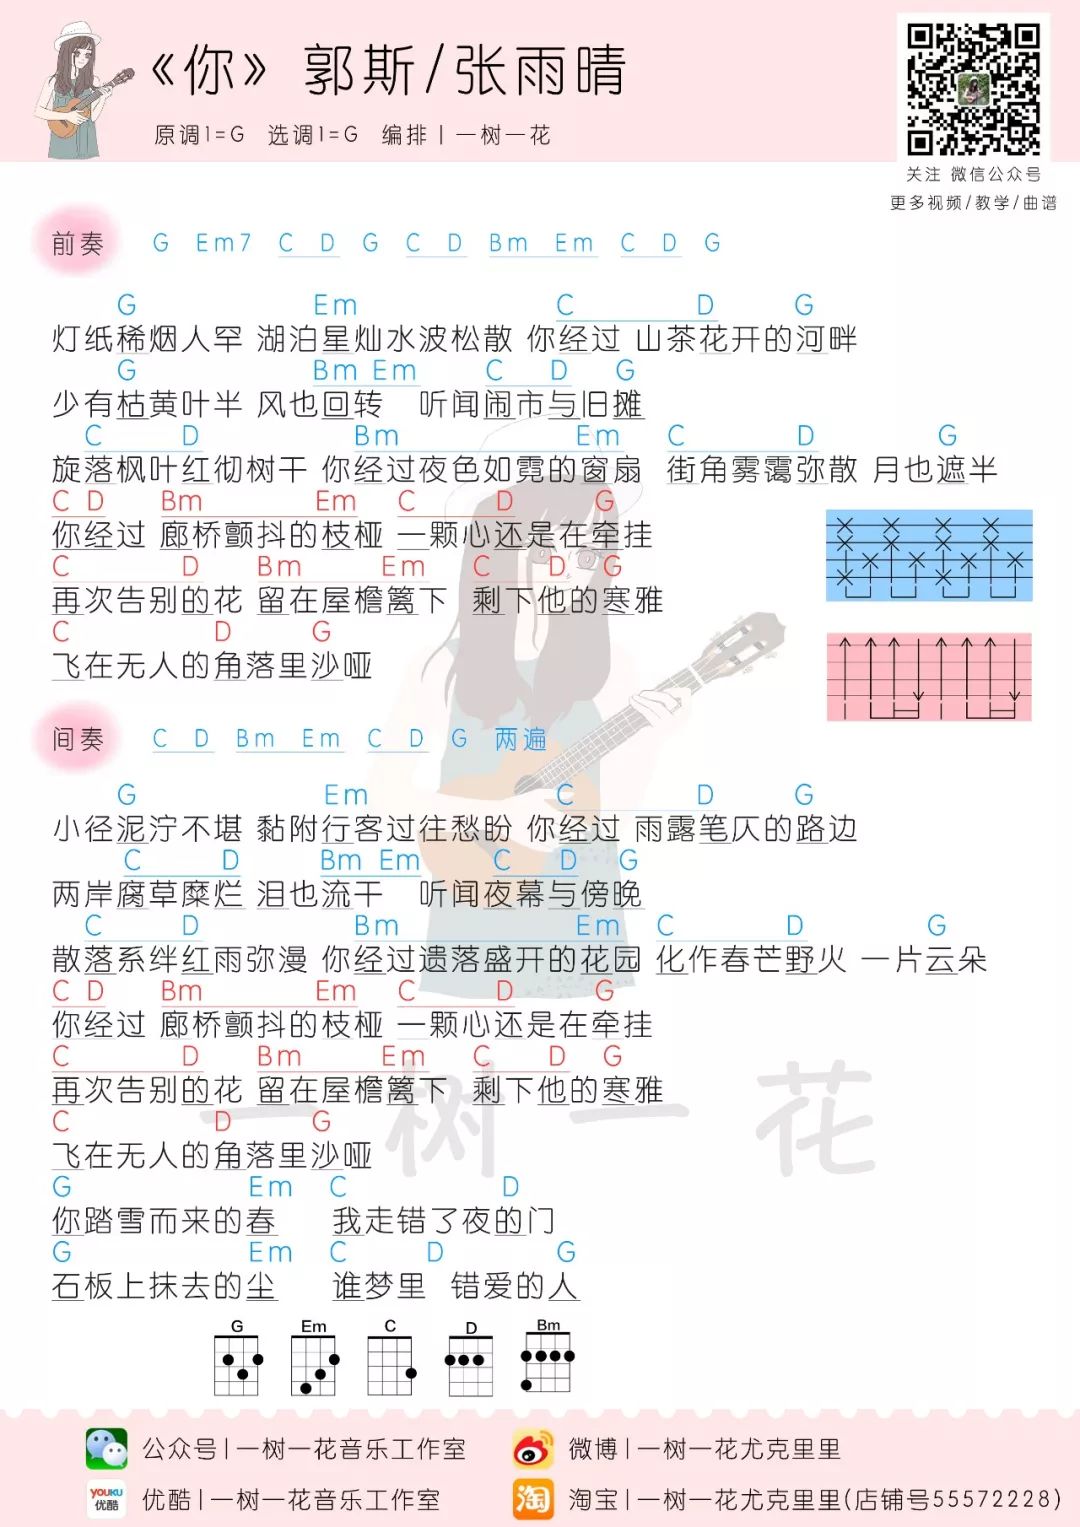 《你》 郭斯/张雨晴
原调1=G 选调1=G 编排丨一树一花
关注 微信公众号
更多视频/教学/曲谱
前奏 G Em7 C D G C D Bm Em C D G
G Em C D G
灯纸稀烟人罕 湖泊星灿水波松散 你经过 山茶花开的河畔
G Bm Em C D G
少有枯黄叶半 风也回转 听闻闹市与旧摊
C D Bm Em C D G
旋落枫叶红彻树干 你经过夜色如霓的窗扇 街角雾霭弥散 月也遮半
C D Bm Em C D G
你经过 廊桥颤抖的枝桠 一颗心还是在牵挂
C D Bm Em C D G
再次告别的花 留在屋檐篱下 剩下他的寒雅
C D G
飞在无人的角落里沙哑
间奏 C D Bm Em C D G 两遍
G Em C D G
小径泥泞不堪 黏附行客过往愁盼 你经过 雨露笔仄的路边
C D Bm Em C D G
两岸腐草糜烂 泪也流干 听闻夜幕与傍晚
C D Bm Em C D G
散落系绊红雨弥漫 你经过遗落盛开的花园 化作春芒野火 一片云朵
C D Bm Em C D G
你经过 廊桥颤抖的枝桠 一颗心还是在牵挂
C D Bm Em C D G
再次告别的花 留在屋檐篱下 剩下他的寒雅
C D G
飞在无人的角落里沙哑
G Em C D
你踏雪而来的春 我走错了夜的门
G Em C D G
石板上抹去的尘 谁梦里 错爱的人
一树一花
G Em C D Bm
公众号|一树一花音乐工作室
微博|一树一花尤克里里
YOUKU
优酷
优酷|一树一花音乐工作室
淘
淘宝|一树一花尤克里里(店铺号55572228)